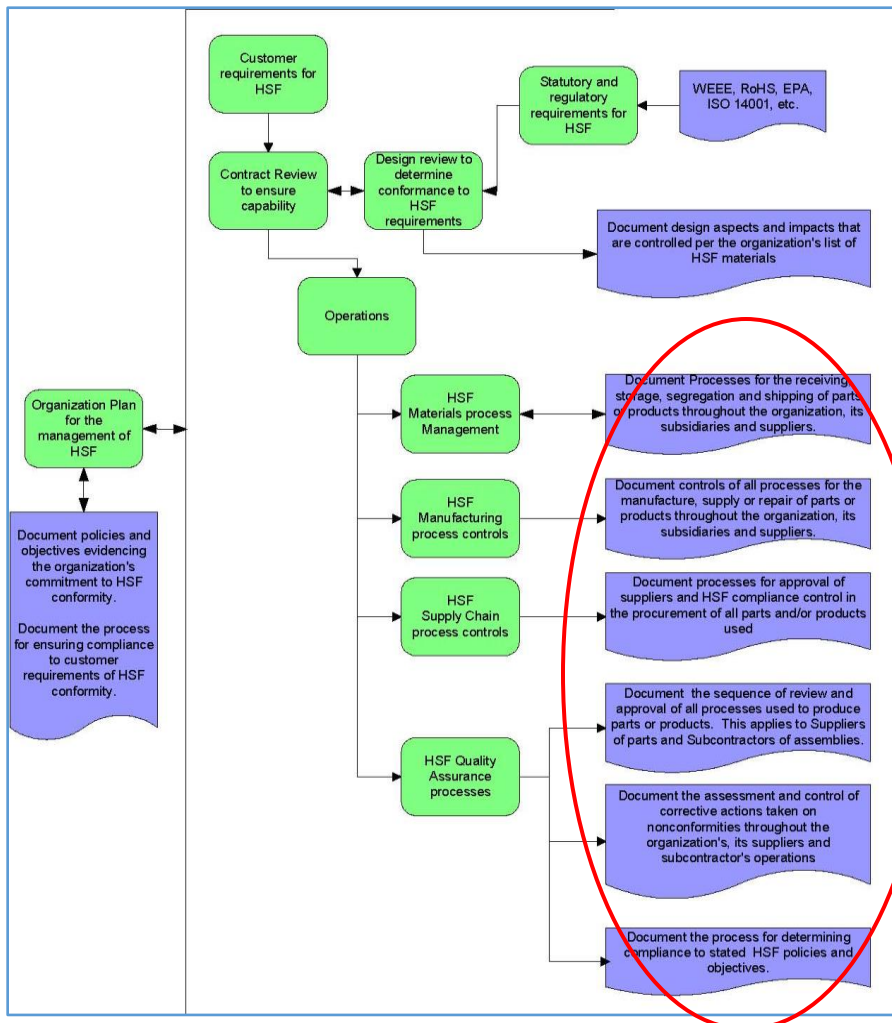 Customer
requirements for
HSF
Statutory and
regulatory
requirements for
HSF
WEEE, RoHS, EPA,
ISO 14001, etc.
Contract Review
to ensure
capability
Design review to
determine
conformance to
HSF
requirements
Document design aspects and impacts that
are controlled per the organization's list of
HSF materials
Operations
Organization Plan
for the
management of
HSF
HSF
Materials process
Management
Document Processes for the receiving,
storage, segregation and shipping of parts
or products throughout the organization, its
subsidiaries and suppliers.
Document policies and
objectives evidencing
the organization's
commitment to HSF
conformity.
Document the process
for ensuring compliance
to customer
requirements of HSF
conformity.
HSF
Manufacturing
process controls
Document controls of all processes for the
manufacture, supply or repair of parts or
products throughout the organization, its
subsidiaries and suppliers.
HSF
Supply Chain
process controls
Document processes for approval of
suppliers and HSF compliance control in
the procurement of all parts and/or products
used
HSF Quality
Assurance
processes
Document the sequence of review and
approval of all processes used to produce
parts or products. This applies to Suppliers
of parts and Subcontractors of assemblies.
Document the assessment and control of
corrective actions taken on
nonconformities throughout the
organization's, its suppliers and
subcontractor's operations
Document the process for determining
compliance to stated HSF policies and
objectives.